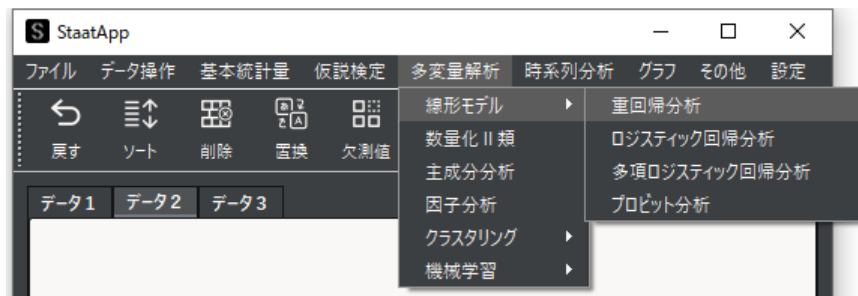 S StaatApp
ファイル データ操作 基本統計量 仮説検定 多変量解析 時系列分析 グラフ その他 設定
戻す ソート 削除 置換 欠測値
データ1 データ2 データ3
線形モデル
数量化Ⅱ類
主成分分析
因子分析
クラスタリング
機械学習
重回帰分析
ロジスティック回帰分析
多項ロジスティック回帰分析
プロビット分析